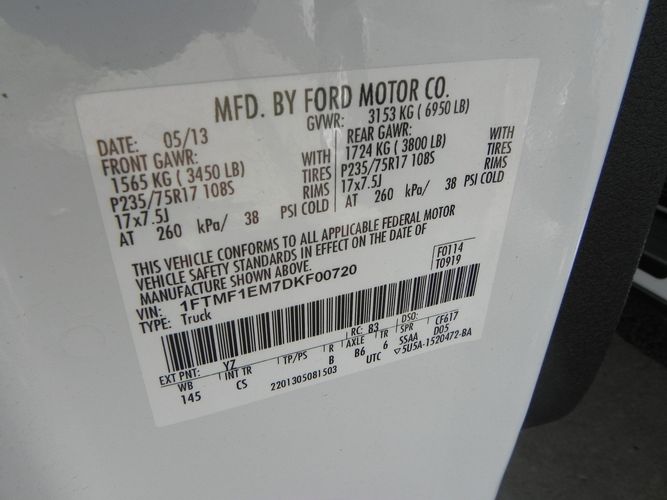 MFD. BY FORD MOTOR CO.
DATE: 05/13 GVWR: 3153 KG ( 6950 LB)
FRONT GAWR: REAR GAWR:
1565 KG ( 3450 LB) WITH 1724 KG ( 3800 LB) WITH
P235/75R17 108S TIRES P235/75R17 108S TIRES
17x7.5J RIMS 17x7.5J RIMS
AT 260 kPa/ 38 PSI COLD AT 260 kPa/ 38 PSI COLD
THIS VEHICLE CONFORMS TO ALL APPLICABLE FEDERAL MOTOR
VEHICLE SAFETY STANDARDS IN EFFECT ON THE DATE OF
MANUFACTURE SHOWN ABOVE.
F0114
T0919
VIN: 1FTMF1EM7DKF00720
TYPE: Truck
RC: 83 DSO: CF617
EXT PNT: YZ
WB INT TR TP/PS R AXLE TR SPR
145 CS B B6 6 SSAA D05
2201305081503 UTC ▽5U5A-1520472-BA